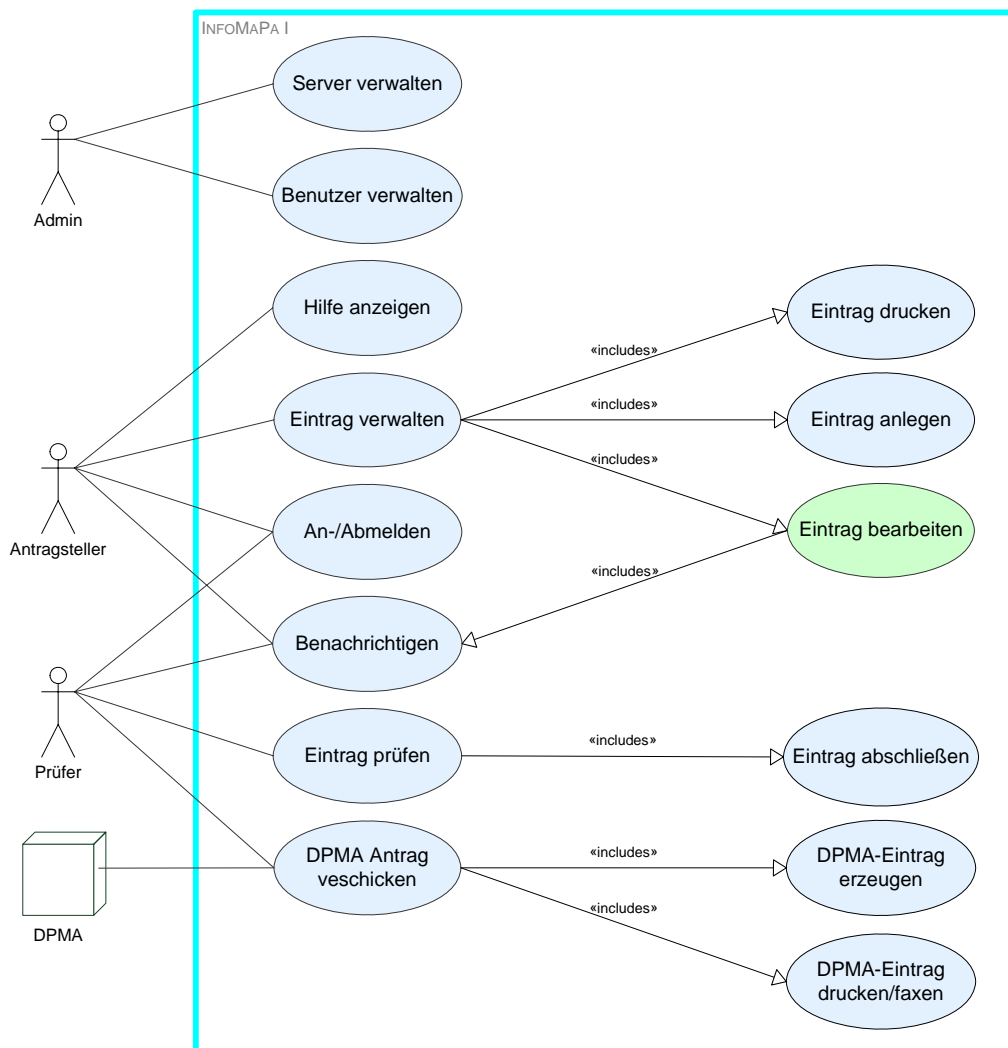 INFOMAPA I
Server verwalten
Benutzer verwalten
Admin
Hilfe anzeigen
Eintrag drucken
«includes»
Eintrag verwalten
«includes»
Eintrag anlegen
«includes»
Antragsteller
An-/Abmelden
Eintrag bearbeiten
«includes»
Benachrichtigen
Prüfer
Eintrag prüfen
«includes»
Eintrag abschließen
DPMA Antrag
veschicken
«includes»
DPMA-Eintrag
erzeugen
«includes»
DPMA
DPMA-Eintrag
drucken/faxen